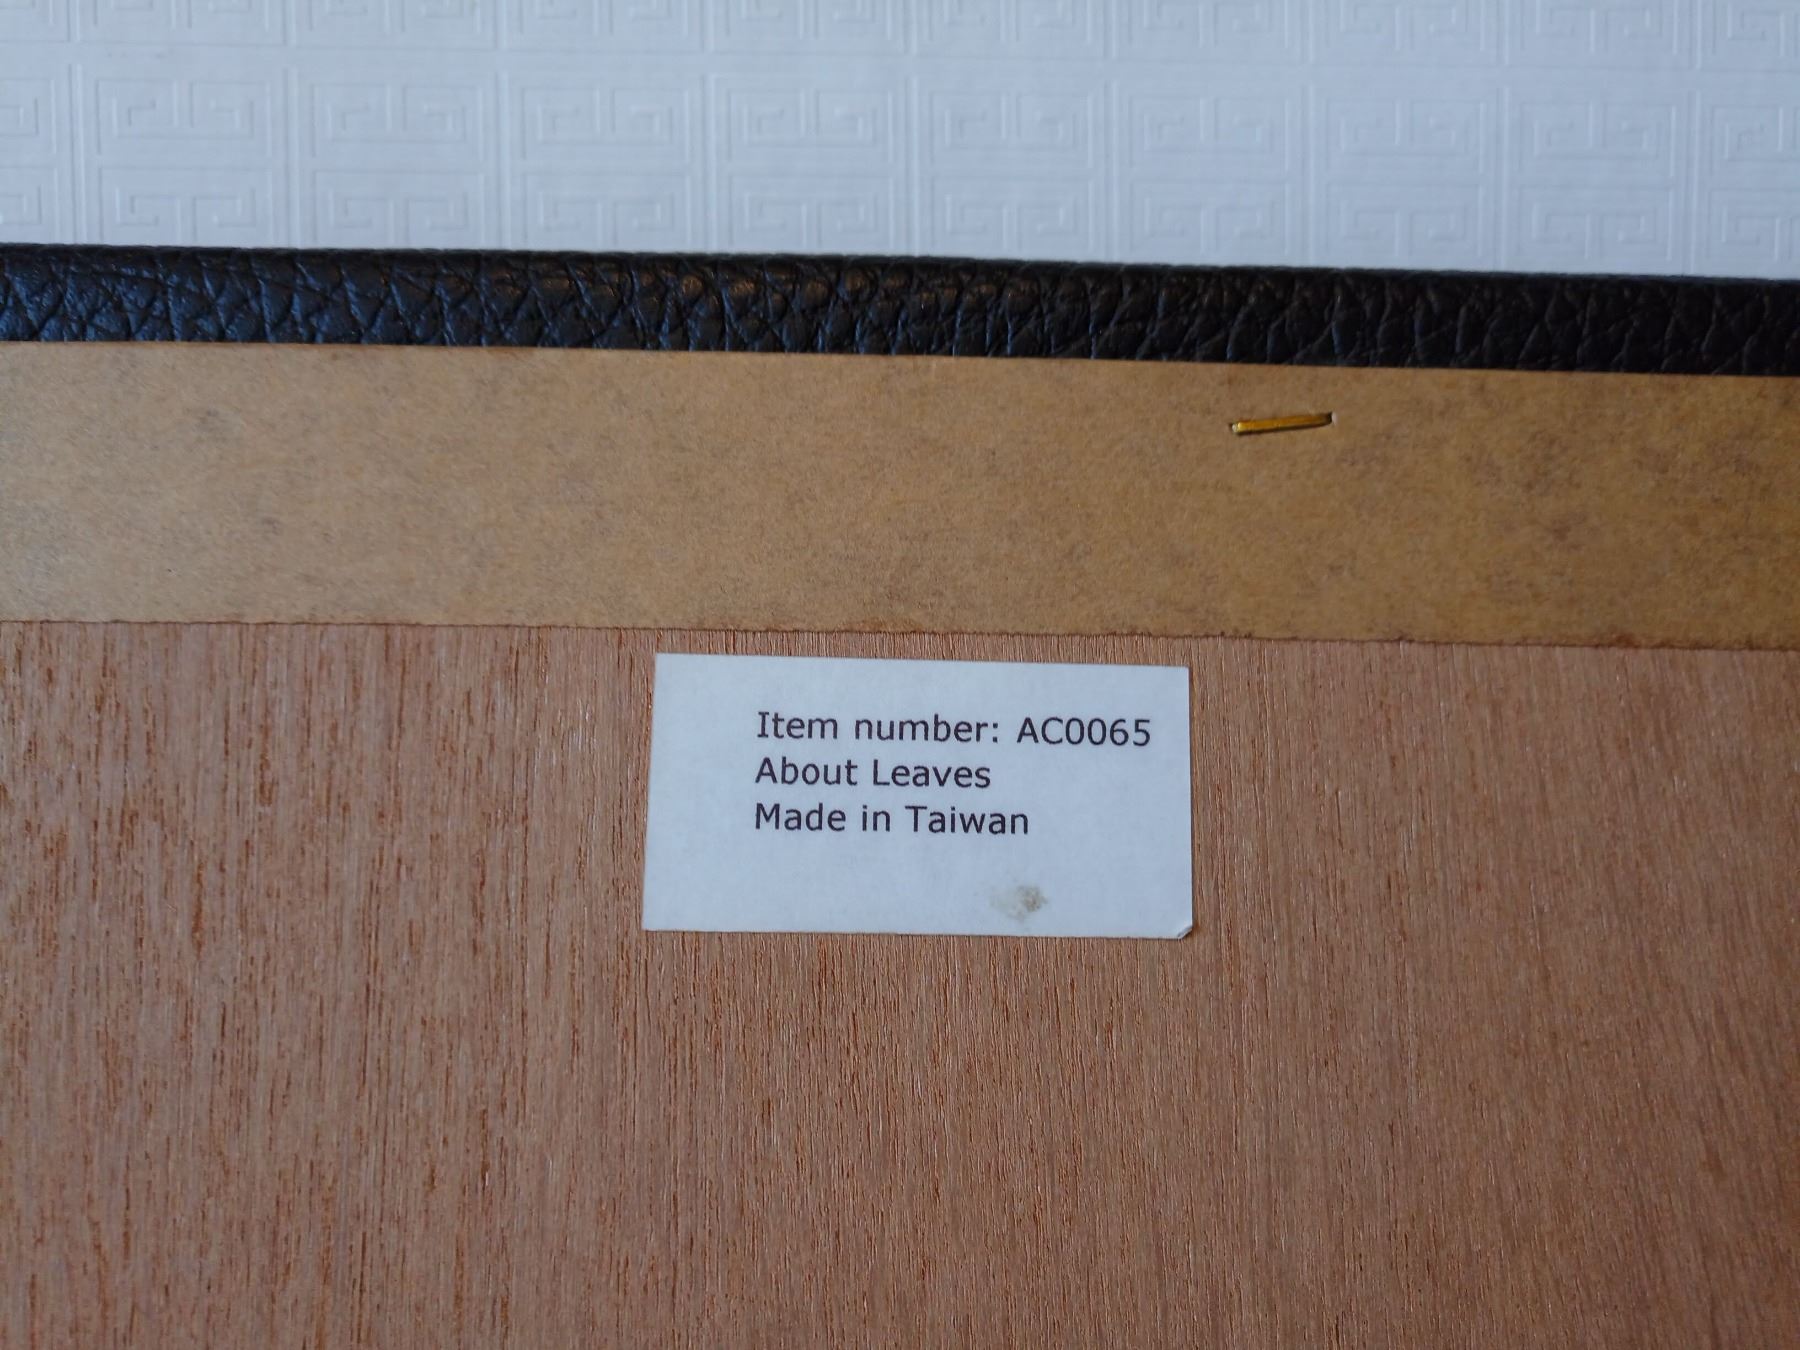 Item number: AC0065
About Leaves
Made in Taiwan